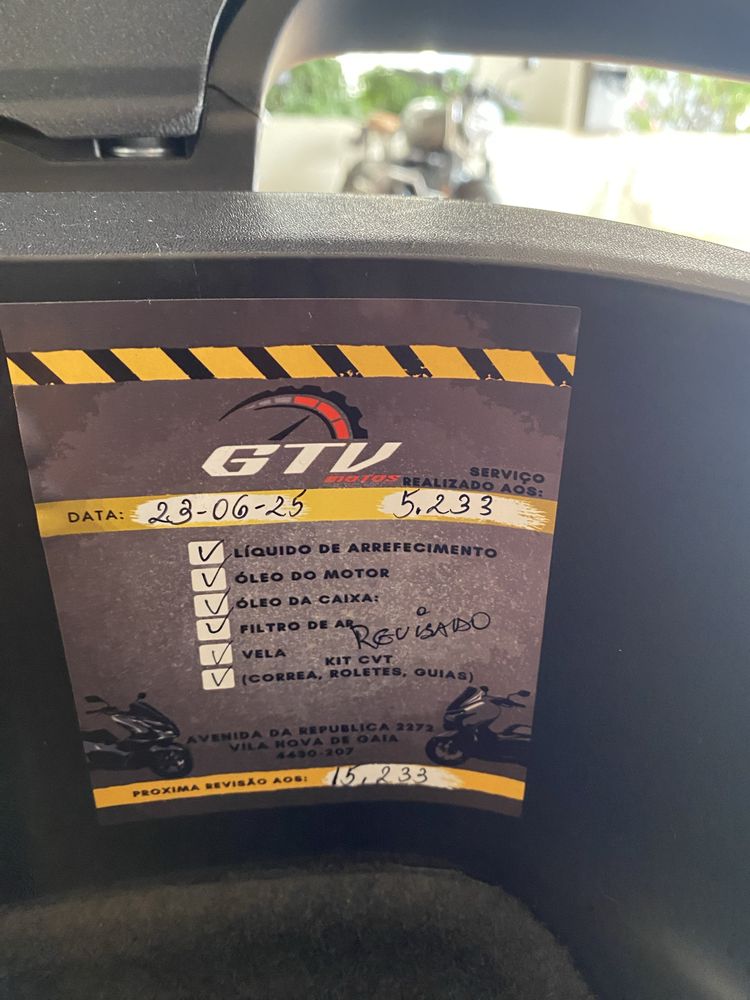 GTV
MOTOS
SERVIÇO
REALIZADO AOS:
DATA: 23-06-25 5.233
LÍQUIDO DE ARREFECIMENTO
ÓLEO DO MOTOR
ÓLEO DA CAIXA:
FILTRO DE AR
REVISADO
VELA
KIT CVT
(CORREA, ROLETES, GUIAS)
AVENIDA DA REPUBLICA 2272
VILA NOVA DE GAIA
4430-207
PROXIMA REVISÃO AOS: 15,233